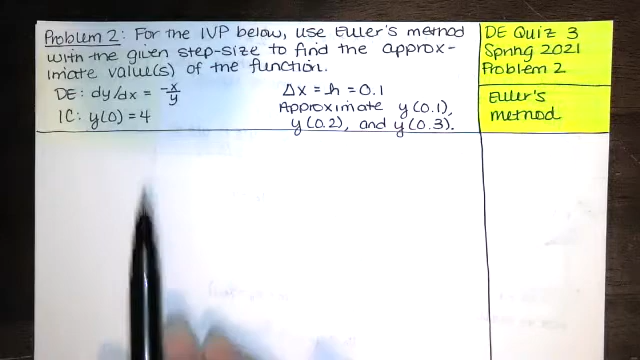 Problem 2: For the IVP below, use Euler's method
with the given step-size to find the approx-
imate value(s) of the function.
DE: dy/dx = -x/y
IC: y(0) = 4
Δx = h = 0.1
Approximate y(0.1),
y(0.2), and y(0.3).
DE Quiz 3
Spring 2021
Problem 2
Euler's
method